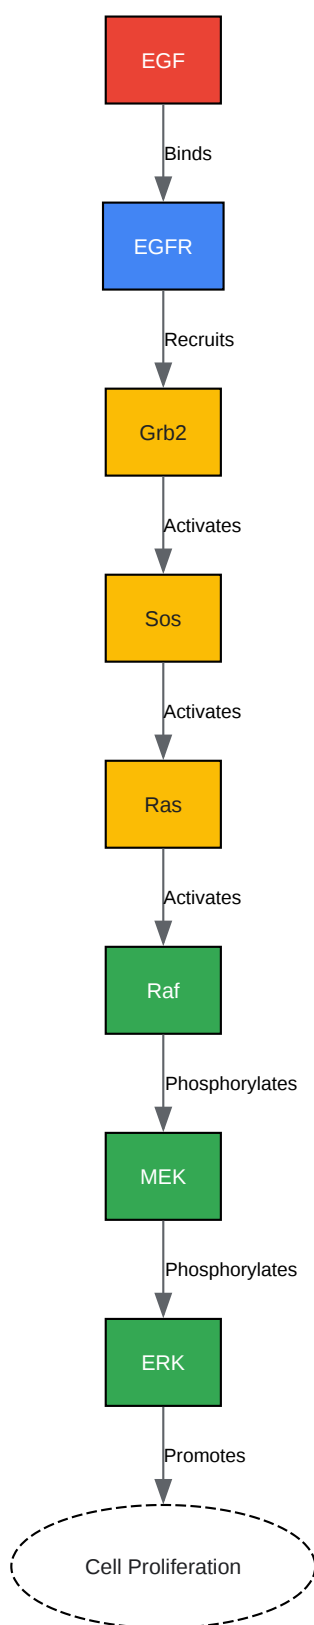 EGF
Binds
EGFR
Recruits
Grb2
Activates
Sos
Activates
Ras
Activates
Raf
Phosphorylates
MEK
Phosphorylates
ERK
Promotes
Cell Proliferation